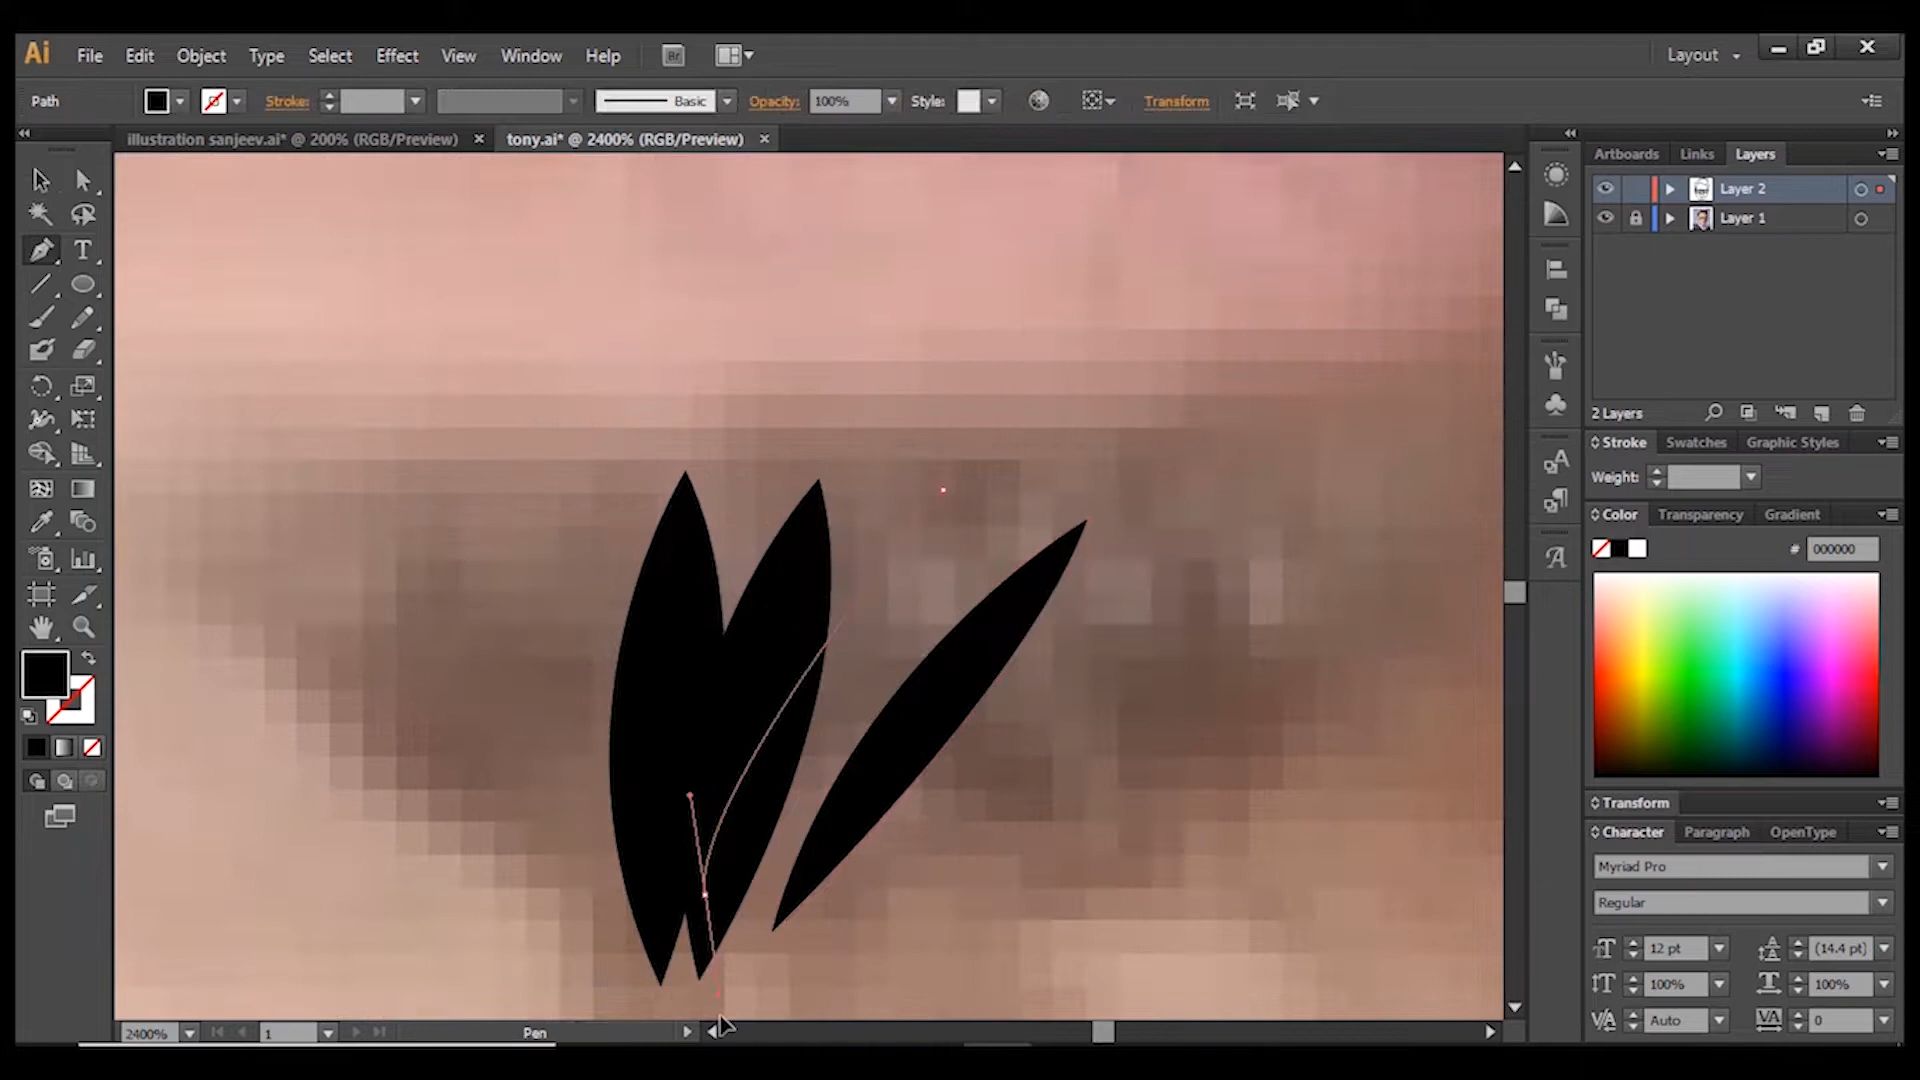 Ai File Edit Object Type Select Effect View Window Help Br Layout
Path Stroke: Basic Opacity: 100% Style: Transform
illustration sanjeev.ai* @ 200% (RGB/Preview) × tony.ai* @ 2400% (RGB/Preview) ×
Artboards Links Layers
Layer 2
Layer 1
2 Layers
Stroke Swatches Graphic Styles
Weight:
Color Transparency Gradient
# 000000
Transform
Character Paragraph OpenType
Myriad Pro
Regular
12 pt (14.4 pt)
100% 100%
Auto 0
2400% 1 Pen